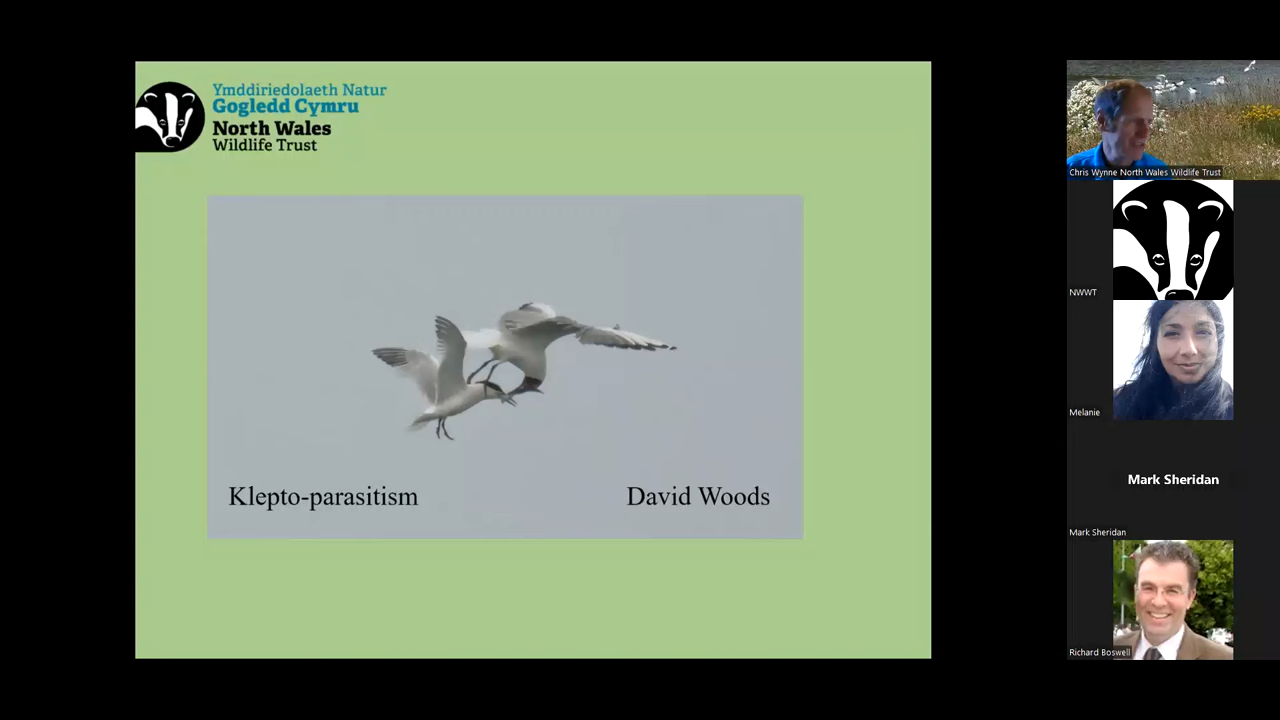 Ymddiriedolaeth Natur
Gogledd Cymru
North Wales
Wildlife Trust
Klepto-parasitism
David Woods
Chris Wynne North Wales Wildlife Trust
NWWT
Melanie
Mark Sheridan
Mark Sheridan
Richard Boswell